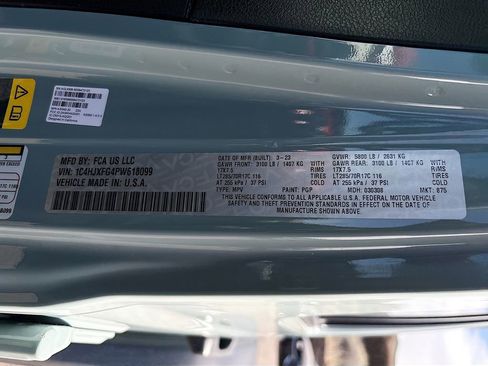 MFD BY: FCA US LLC
VIN: 1C4HJXFG4PW618099
VEHICLE MADE IN: U.S.A.
DATE OF MFR (BUILT): 3-23
GAWR FRONT: 3100 LB / 1407 KG
17X7.5 RIMS
LT285/70R17C 116 TIRES
AT 255 kPa / 37 PSI COLD
TYPE: MPV PAINT: PGP
GVWR: 5800 LB / 2631 KG
GAWR REAR: 3100 LB / 1407 KG
17X7.5 RIMS
LT285/70R17C 116 TIRES
AT 255 kPa / 37 PSI COLD
MDH: 030308 MKT: 875
THIS VEHICLE CONFORMS TO ALL APPLICABLE U.S.A. FEDERAL MOTOR VEHICLE
SAFETY, BUMPER AND THEFT PREVENTION STANDARDS IN EFFECT ON THE DATE OF
MANUFACTURE SHOWN ABOVE.